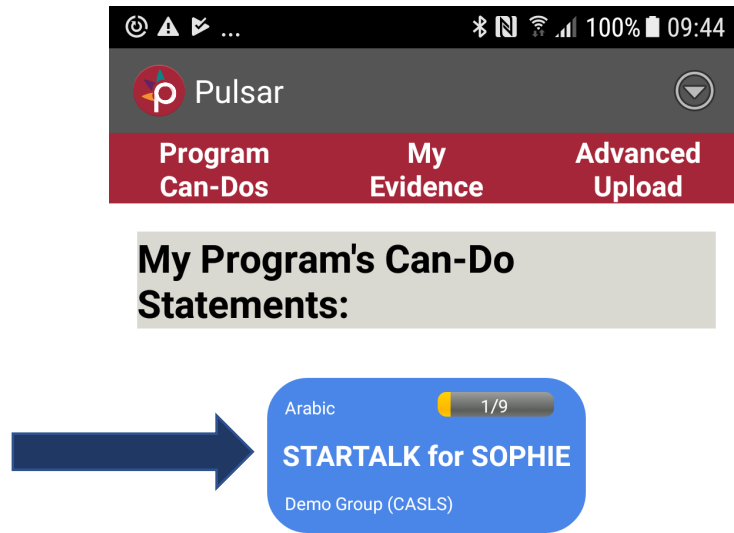 ... 100% 09:44
Pulsar
Program My Advanced
Can-Dos Evidence Upload
My Program's Can-Do
Statements:
Arabic 1/9
STARTALK for SOPHIE
Demo Group (CASLS)